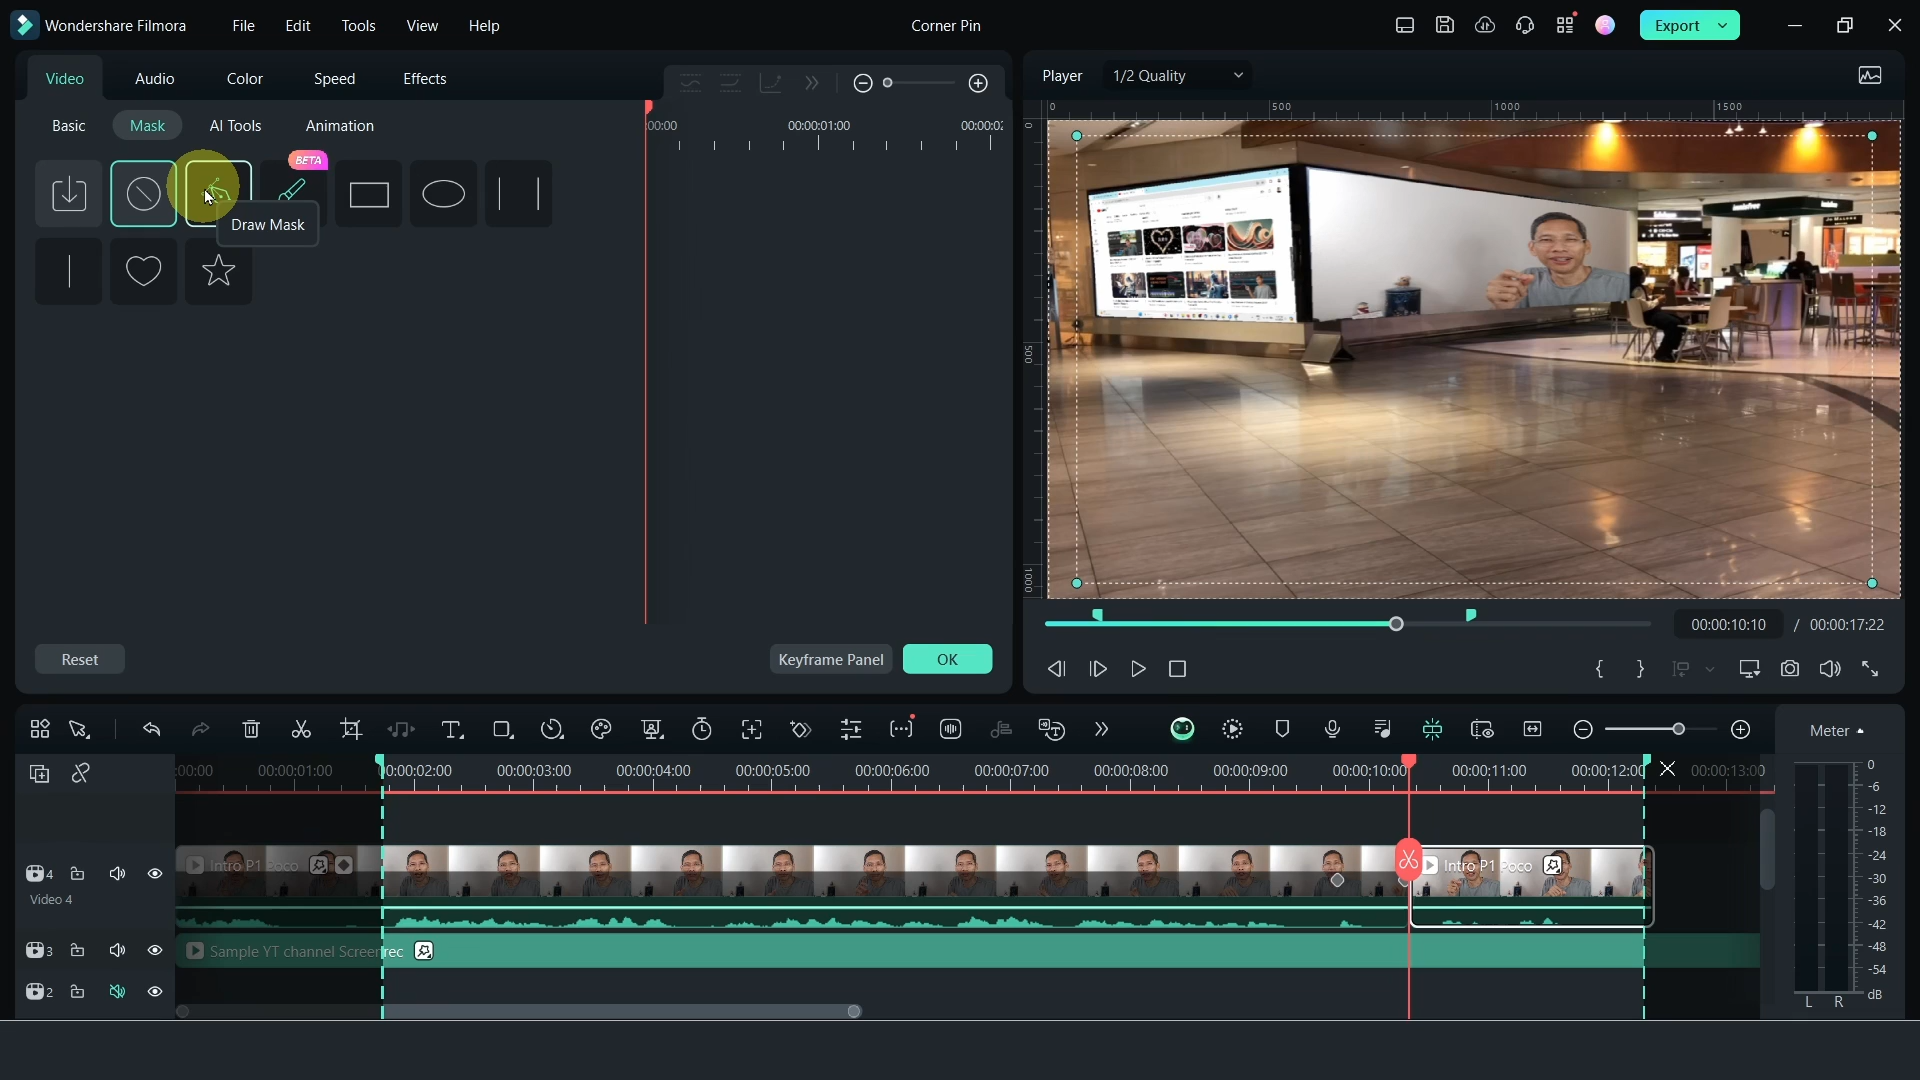 Wondershare Filmora File Edit Tools View Help Corner Pin Export
Video Audio Color Speed Effects
Player 1/2 Quality
Basic Mask AI Tools Animation
:00:00 00:00:01:00 00:00:02
BETA
Draw Mask
0 500 1000 1500
0
500
1000
00:00:10:10 / 00:00:17:22
Reset Keyframe Panel OK
Meter
:00:00 00:00:01:00 00:00:02:00 00:00:03:00 00:00:04:00 00:00:05:00 00:00:06:00 00:00:07:00 00:00:08:00 00:00:09:00 00:00:10:00 00:00:11:00 00:00:12:00 00:00:13:00
4 Intro P1 Poco Intro P1 Poco
Video 4
3 Sample YT channel Screen rec
2
0
-6
-12
-18
-24
-30
-36
-42
-48
-54
dB
L R